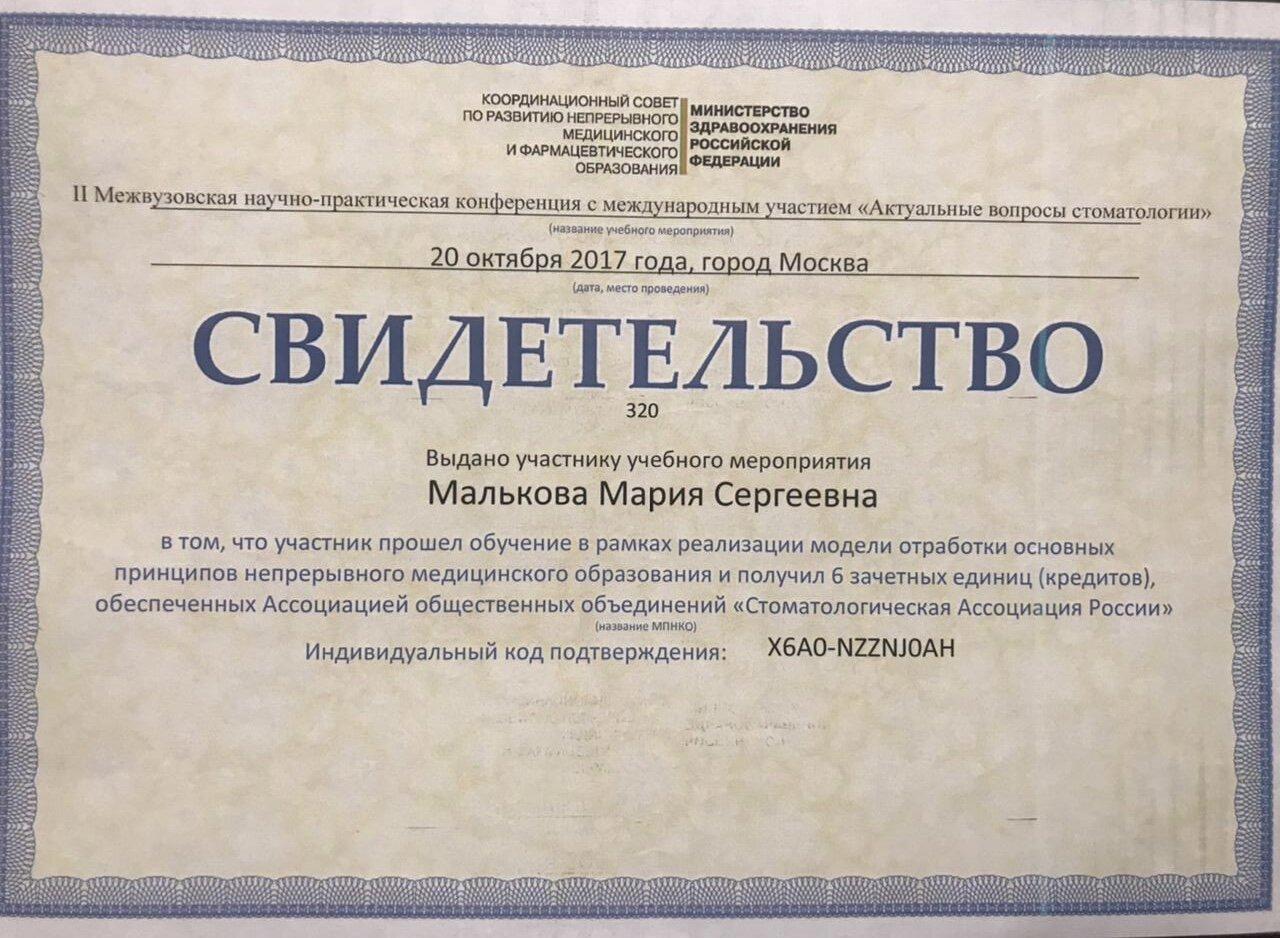 КООРДИНАЦИОННЫЙ СОВЕТ
ПО РАЗВИТИЮ НЕПРЕРЫВНОГО
МЕДИЦИНСКОГО
И ФАРМАЦЕВТИЧЕСКОГО
ОБРАЗОВАНИЯ
МИНИСТЕРСТВО
ЗДРАВООХРАНЕНИЯ
РОССИЙСКОЙ
ФЕДЕРАЦИИ
II Межвузовская научно-практическая конференция с международным участием «Актуальные вопросы стоматологии»
(название учебного мероприятия)
20 октября 2017 года, город Москва
(дата, место проведения)
СВИДЕТЕЛЬСТВО
320
Выдано участнику учебного мероприятия
Малькова Мария Сергеевна
в том, что участник прошел обучение в рамках реализации модели отработки основных
принципов непрерывного медицинского образования и получил 6 зачетных единиц (кредитов),
обеспеченных Ассоциацией общественных объединений «Стоматологическая Ассоциация России»
(название МПНКО)
Индивидуальный код подтверждения: X6A0-NZZNJ0AH